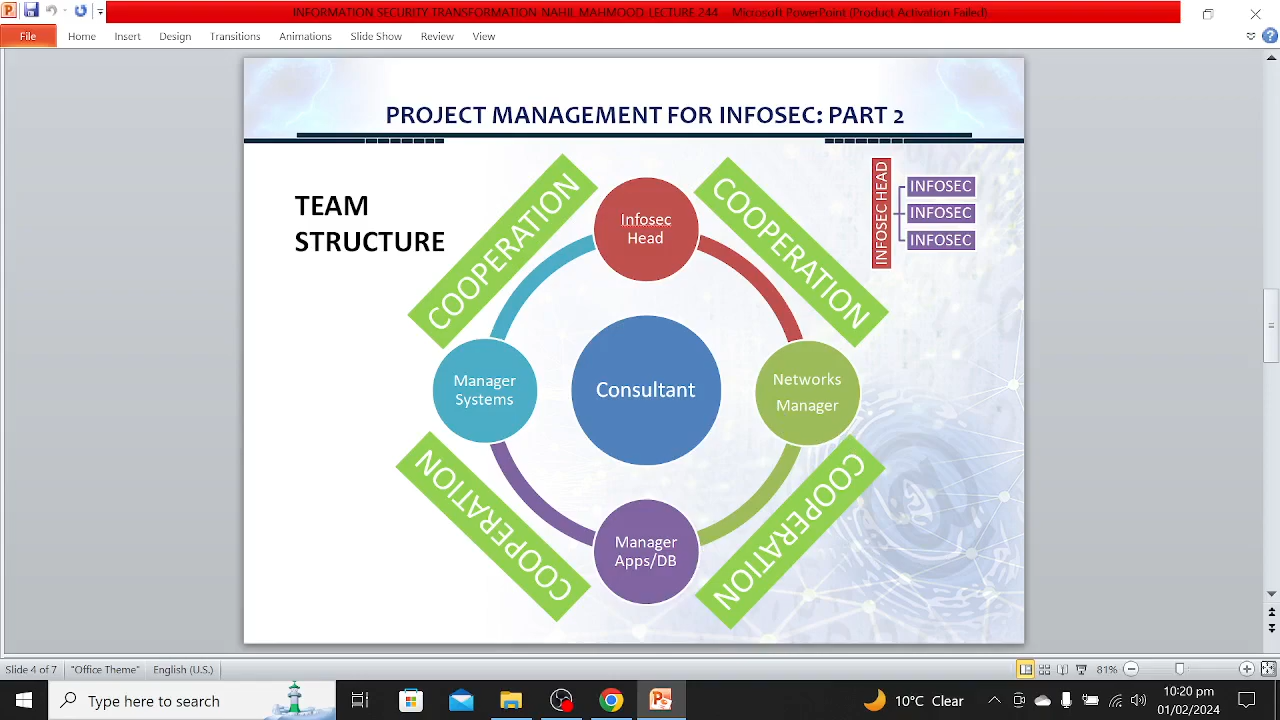 INFORMATION SECURITY TRANSFORMATION-NAHIL MAHMOOD-LECTURE 244 - Microsoft PowerPoint (Product Activation Failed)
File Home Insert Design Transitions Animations Slide Show Review View
PROJECT MANAGEMENT FOR INFOSEC: PART 2
TEAM
STRUCTURE
COOPERATION
Infosec
Head
COOPERATION
INFOSEC HEAD
INFOSEC
INFOSEC
INFOSEC
Manager
Systems
Consultant
Networks
Manager
COOPERATION
Manager
Apps/DB
COOPERATION
Slide 4 of 7 "Office Theme" English (U.S.) 81%
Type here to search
10°C Clear
10:20 pm
01/02/2024